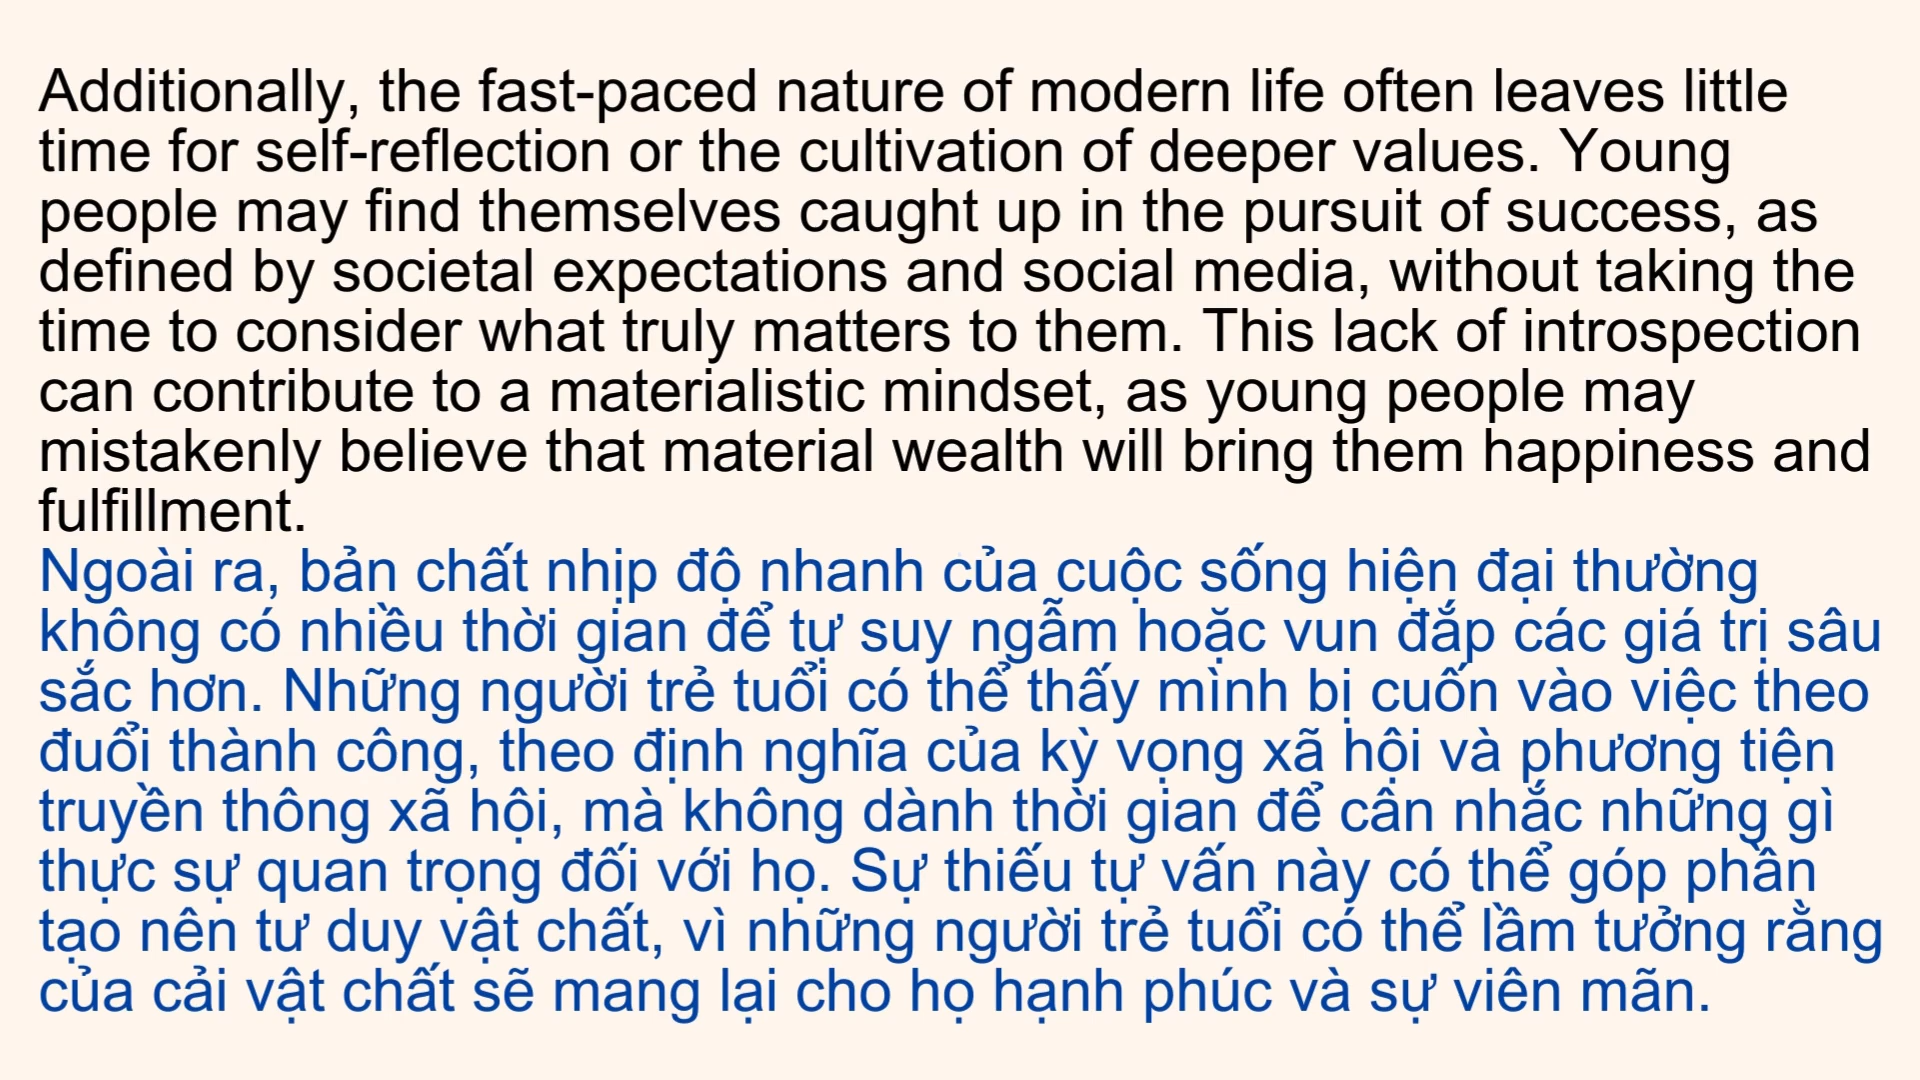 Additionally, the fast-paced nature of modern life often leaves little
time for self-reflection or the cultivation of deeper values. Young
people may find themselves caught up in the pursuit of success, as
defined by societal expectations and social media, without taking the
time to consider what truly matters to them. This lack of introspection
can contribute to a materialistic mindset, as young people may
mistakenly believe that material wealth will bring them happiness and
fulfillment.
Ngoài ra, bản chất nhịp độ nhanh của cuộc sống hiện đại thường
không có nhiều thời gian để tự suy ngẫm hoặc vun đắp các giá trị sâu
sắc hơn. Những người trẻ tuổi có thể thấy mình bị cuốn vào việc theo
đuổi thành công, theo định nghĩa của kỳ vọng xã hội và phương tiện
truyền thông xã hội, mà không dành thời gian để cân nhắc những gì
thực sự quan trọng đối với họ. Sự thiếu tự vấn này có thể góp phần
tạo nên tư duy vật chất, vì những người trẻ tuổi có thể lầm tưởng rằng
của cải vật chất sẽ mang lại cho họ hạnh phúc và sự viên mãn.